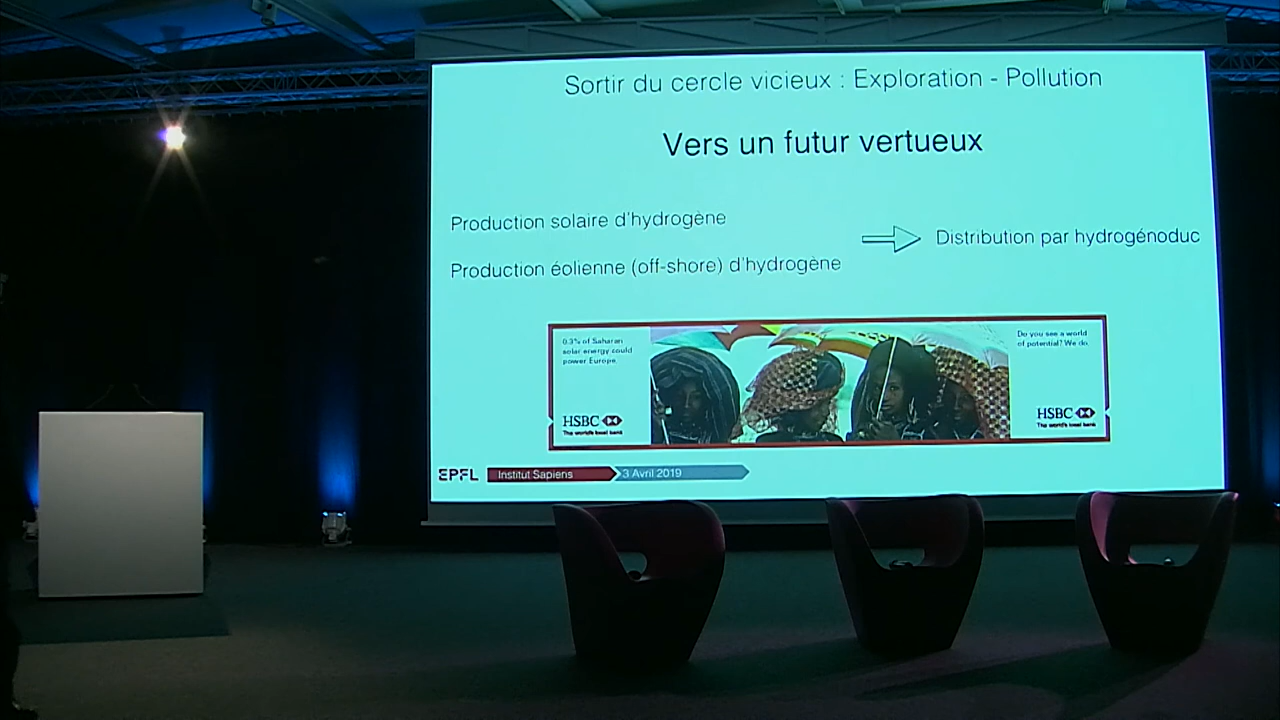 Sortir du cercle vicieux : Exploration - Pollution
Vers un futur vertueux
Production solaire d'hydrogène
Production éolienne (off-shore) d'hydrogène
Distribution par hydrogénoduc
0.3% of Saharan
solar energy could
power Europe.
HSBC
The world's local bank
Do you see a world
of potential? We do.
HSBC
The world's local bank
EPFL
Institut Sapiens
3 Avril 2019